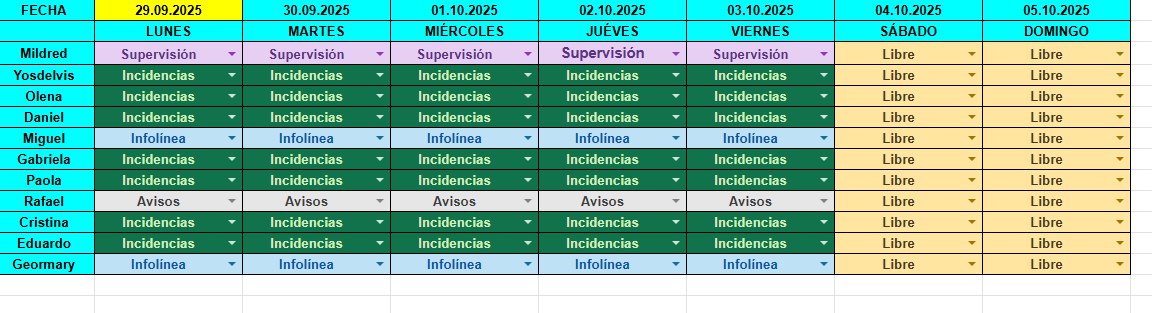 FECHA 29.09.2025 30.09.2025 01.10.2025 02.10.2025 03.10.2025 04.10.2025 05.10.2025
LUNES MARTES MIÉRCOLES JUÉVES VIERNES SÁBADO DOMINGO
Mildred Supervisión Supervisión Supervisión Supervisión Supervisión Libre Libre
Yosdelvis Incidencias Incidencias Incidencias Incidencias Incidencias Libre Libre
Olena Incidencias Incidencias Incidencias Incidencias Incidencias Libre Libre
Daniel Incidencias Incidencias Incidencias Incidencias Incidencias Libre Libre
Miguel Infolínea Infolínea Infolínea Infolínea Infolínea Libre Libre
Gabriela Incidencias Incidencias Incidencias Incidencias Incidencias Libre Libre
Paola Incidencias Incidencias Incidencias Incidencias Incidencias Libre Libre
Rafael Avisos Avisos Avisos Avisos Avisos Libre Libre
Cristina Incidencias Incidencias Incidencias Incidencias Incidencias Libre Libre
Eduardo Incidencias Incidencias Incidencias Incidencias Incidencias Libre Libre
Geormary Infolínea Infolínea Infolínea Infolínea Infolínea Libre Libre